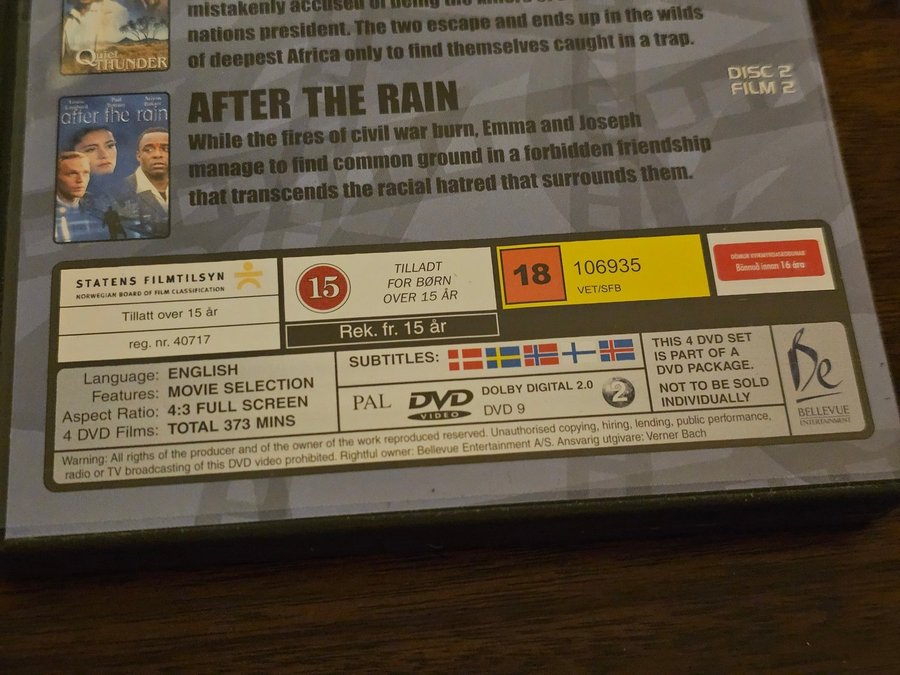 mistakenly accused of being the killers
nations president. The two escape and ends up in the wilds
of deepest Africa only to find themselves caught in a trap.
Quiet
THUNDER
DISC 2
FILM 2
AFTER THE RAIN
While the fires of civil war burn, Emma and Joseph
manage to find common ground in a forbidden friendship
that transcends the racial hatred that surrounds them.
after the rain
STATENS FILMTILSYN
NORWEGIAN BOARD OF FILM CLASSIFICATION
Tillatt over 15 år
reg. nr. 40717
15
TILLADT
FOR BØRN
OVER 15 ÅR
Rek. fr. 15 år
18
106935
VET/SFB
Bönnuð innan 16 ára
Language: ENGLISH
Features: MOVIE SELECTION
Aspect Ratio: 4:3 FULL SCREEN
4 DVD Films: TOTAL 373 MINS
SUBTITLES:
PAL
DVD
VIDEO
DOLBY DIGITAL 2.0
DVD 9
2
THIS 4 DVD SET
IS PART OF A
DVD PACKAGE.
NOT TO BE SOLD
INDIVIDUALLY
Be
BELLEVUE
ENTERTAINMENT
Warning: All rigths of the producer and of the owner of the work reproduced reserved. Unauthorised copying, hiring, lending, public performance,
radio or TV broadcasting of this DVD video prohibited. Rightful owner: Bellevue Entertainment A/S. Ansvarig utgivare: Verner Bach